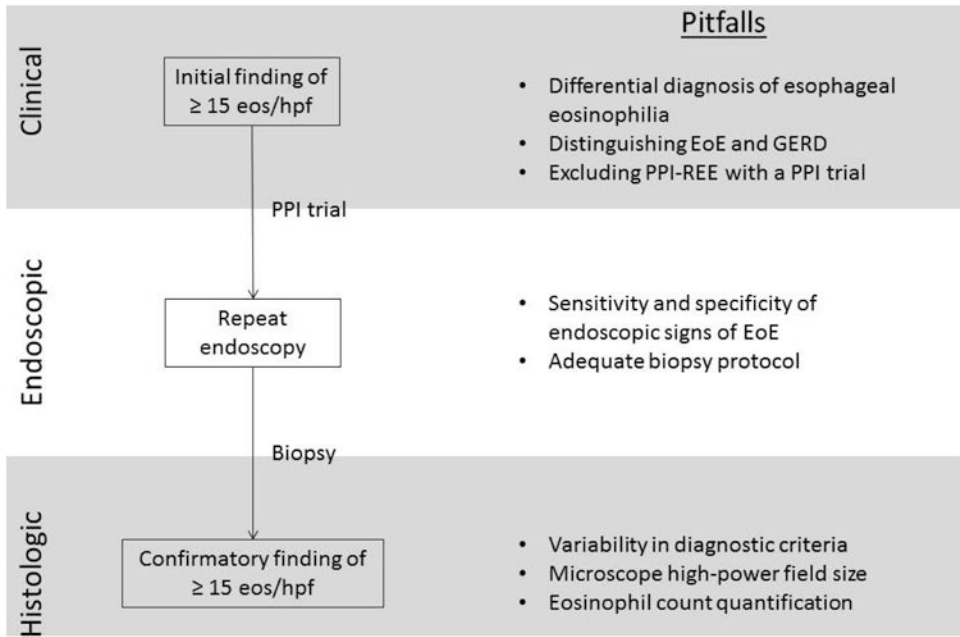 Pitfalls
Clinical
Initial finding of
≥ 15 eos/hpf
• Differential diagnosis of esophageal
eosinophilia
• Distinguishing EoE and GERD
• Excluding PPI-REE with a PPI trial
PPI trial
Endoscopic
Repeat
endoscopy
• Sensitivity and specificity of
endoscopic signs of EoE
• Adequate biopsy protocol
Biopsy
Histologic
Confirmatory finding of
≥ 15 eos/hpf
• Variability in diagnostic criteria
• Microscope high-power field size
• Eosinophil count quantification